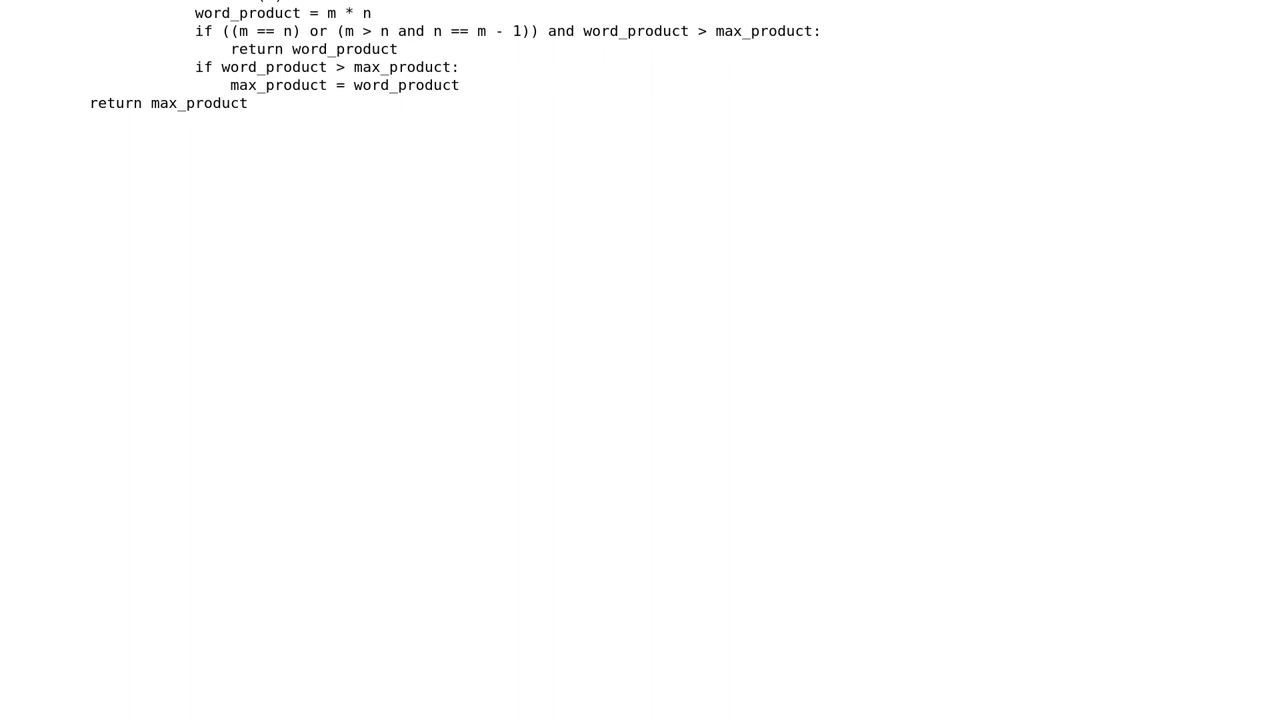 word_product = m * n
if ((m == n) or (m > n and n == m - 1)) and word_product > max_product:
return word_product
if word_product > max_product:
max_product = word_product
return max_product